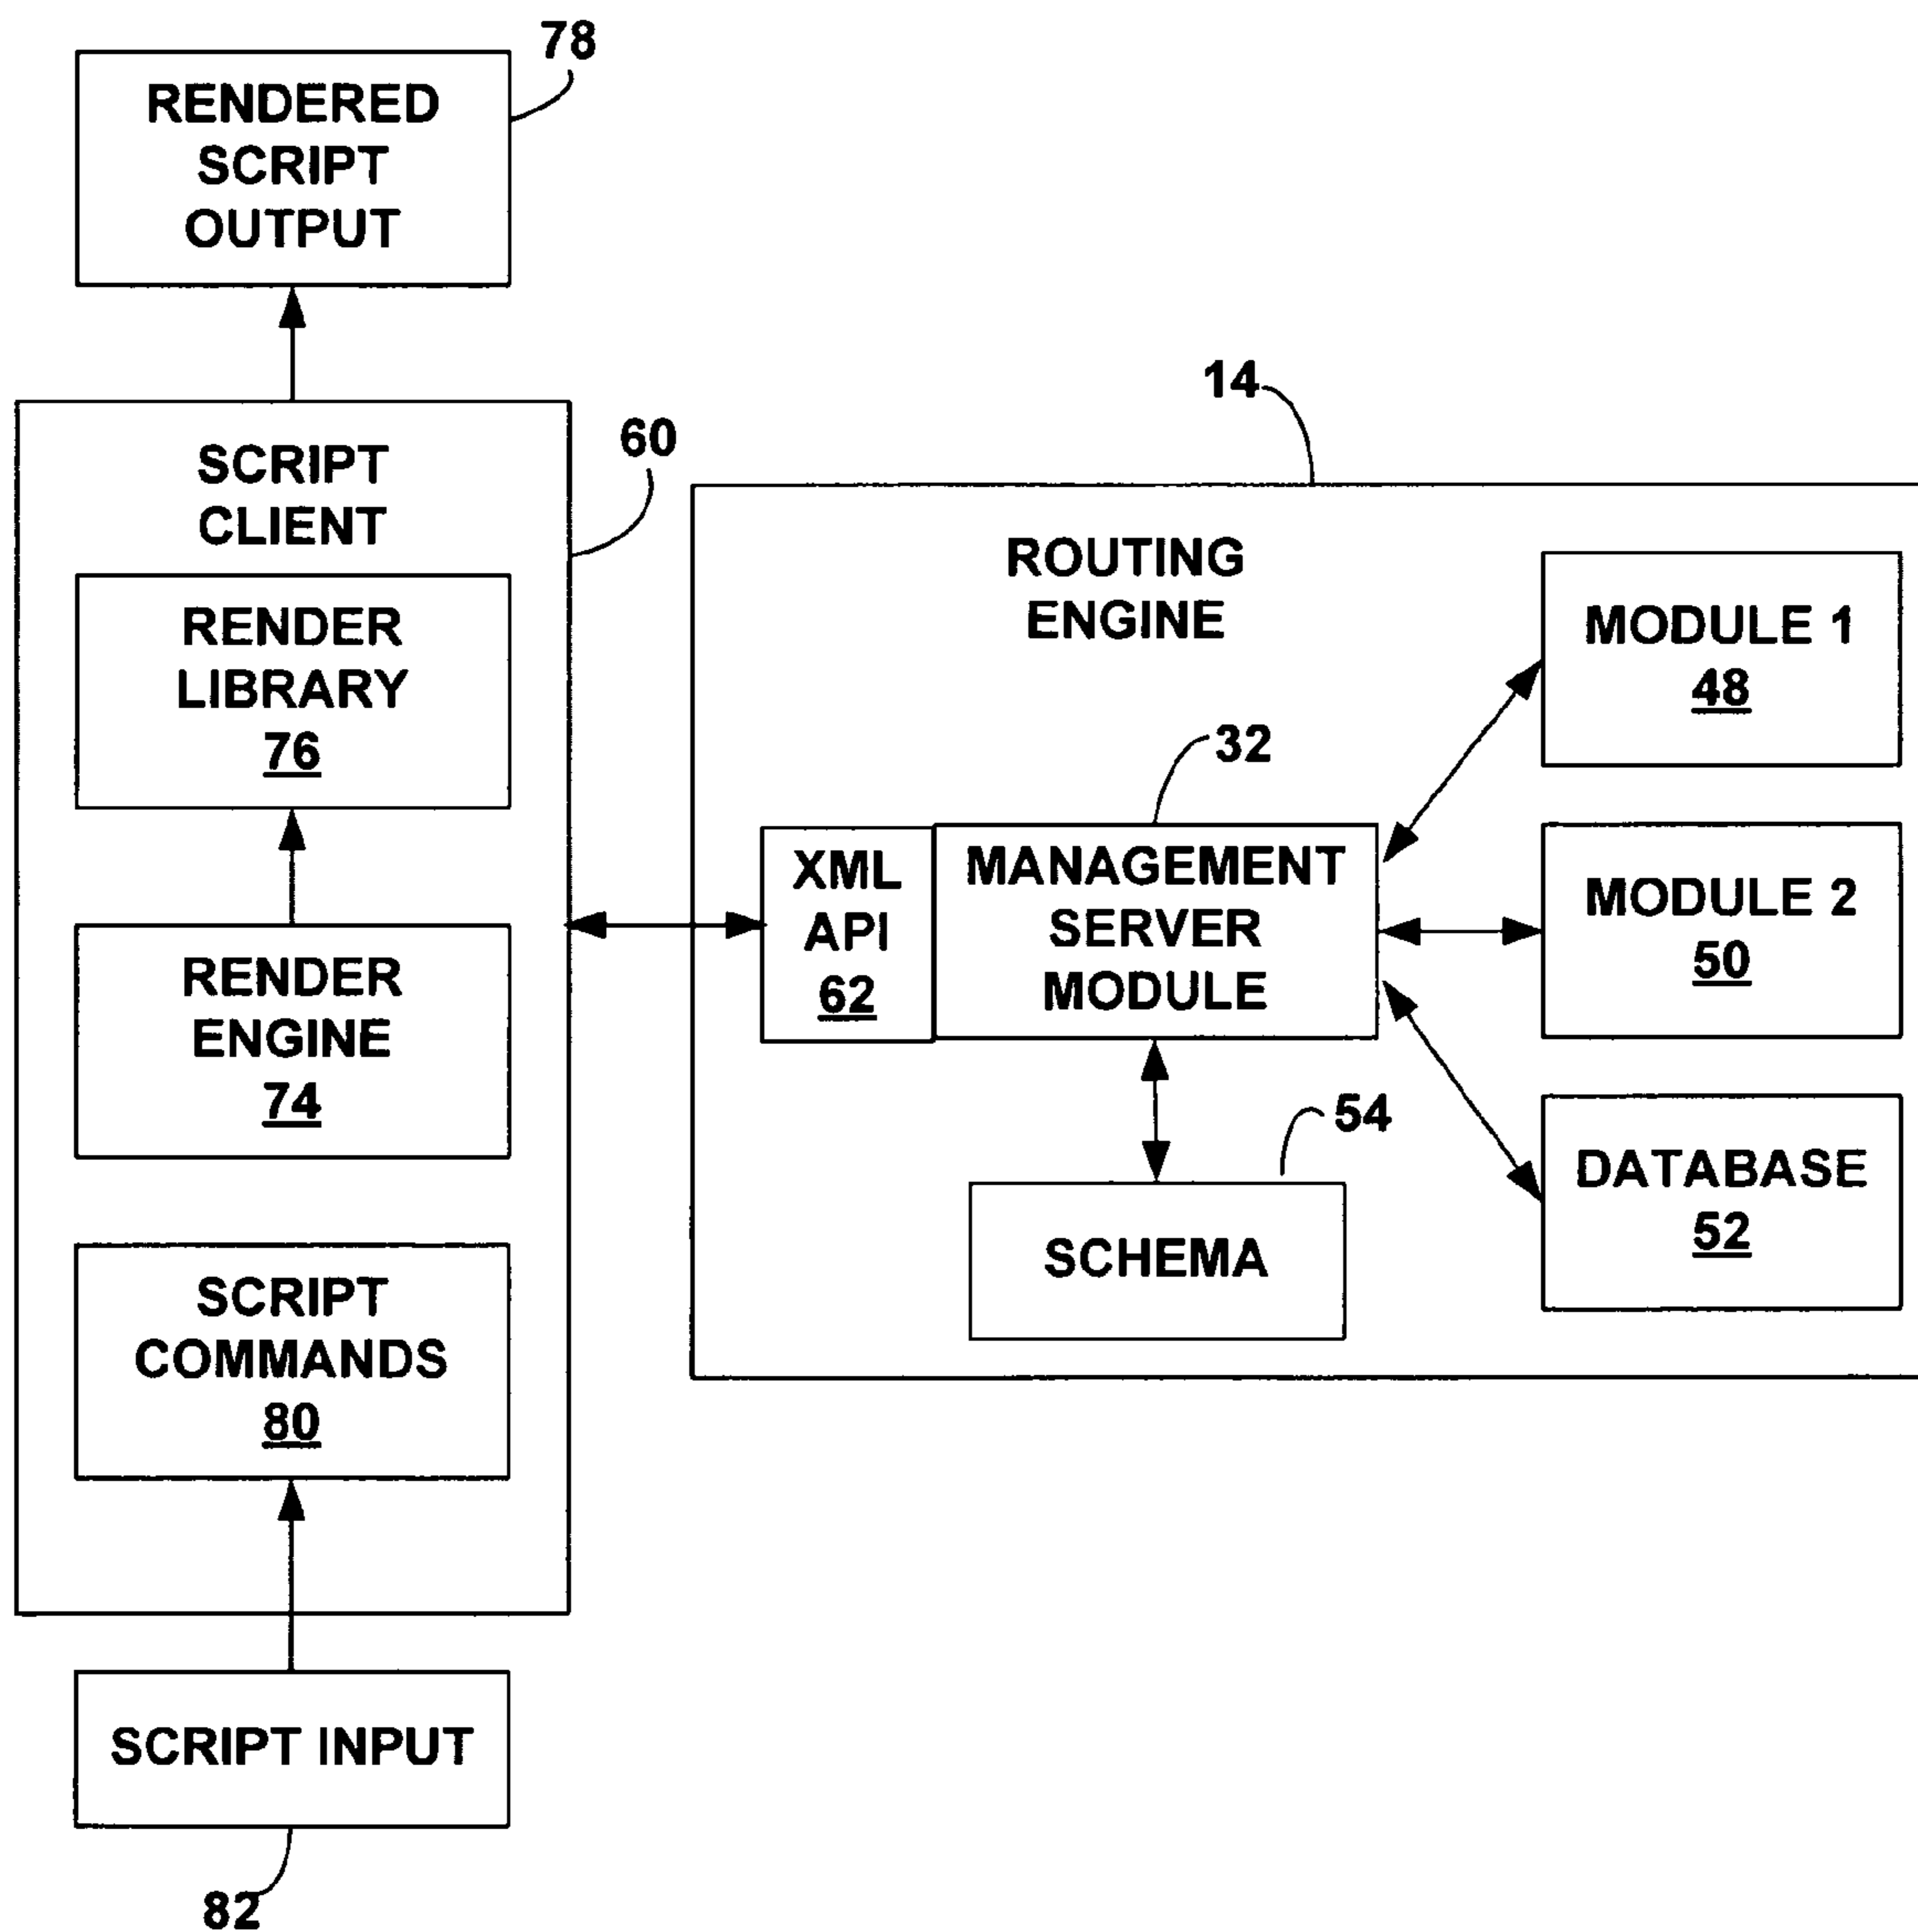 78
RENDERED
SCRIPT
OUTPUT
60
SCRIPT
CLIENT
RENDER
LIBRARY
76
RENDER
ENGINE
74
SCRIPT
COMMANDS
80
SCRIPT INPUT
82
14
ROUTING
ENGINE
32
XML
API
62
MANAGEMENT
SERVER
MODULE
54
SCHEMA
MODULE 1
48
MODULE 2
50
DATABASE
52